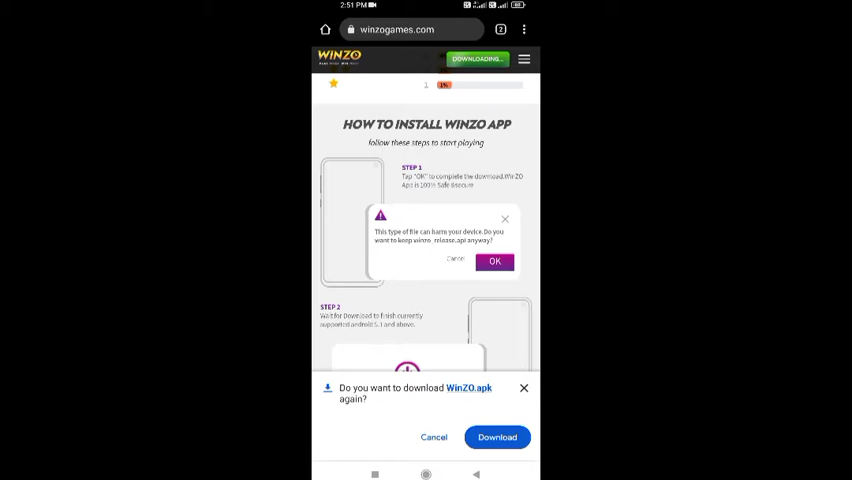 2:51 PM
winzogames.com
2
WINZO
DOWNLOADING...
1 1%
HOW TO INSTALL WINZO APP
follow these steps to start playing
STEP 1
Tap "OK" to complete the download.WinZO
App is 100% Safe &secure
This type of file can harm your device.Do you
want to keep winzo_release.api anyway?
Cancel
OK
STEP 2
Wait for Download to finish currently
supported android 5.1 and above.
Do you want to download WinZO.apk
again?
Cancel
Download